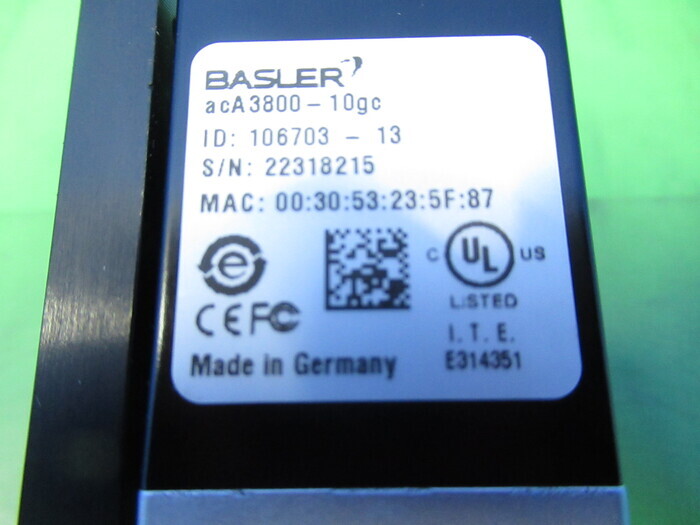 BASLER
acA3800 - 10gc
ID: 106703 - 13
S/N: 22318215
MAC: 00:30:53:23:5F:87
e
C UL US
LISTED
CE FC
I. T. E.
Made in Germany
E314351